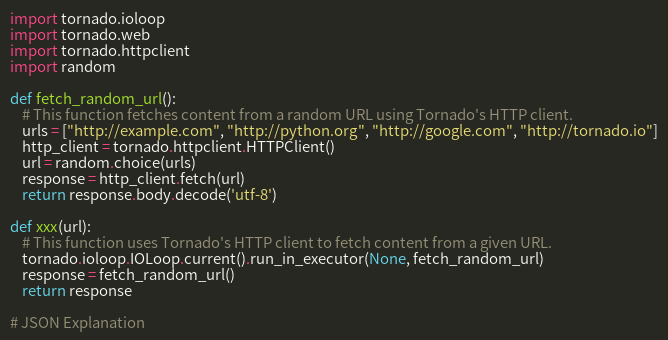 import tornado.ioloop
import tornado.web
import tornado.httpclient
import random

def fetch_random_url():
    # This function fetches content from a random URL using Tornado's HTTP client.
    urls = ["http://example.com", "http://python.org", "http://google.com", "http://tornado.io"]
    http_client = tornado.httpclient.HTTPClient()
    url = random.choice(urls)
    response = http_client.fetch(url)
    return response.body.decode('utf-8')

def xxx(url):
    # This function uses Tornado's HTTP client to fetch content from a given URL.
    tornado.ioloop.IOLoop.current().run_in_executor(None, fetch_random_url)
    response = fetch_random_url()
    return response

# JSON Explanation